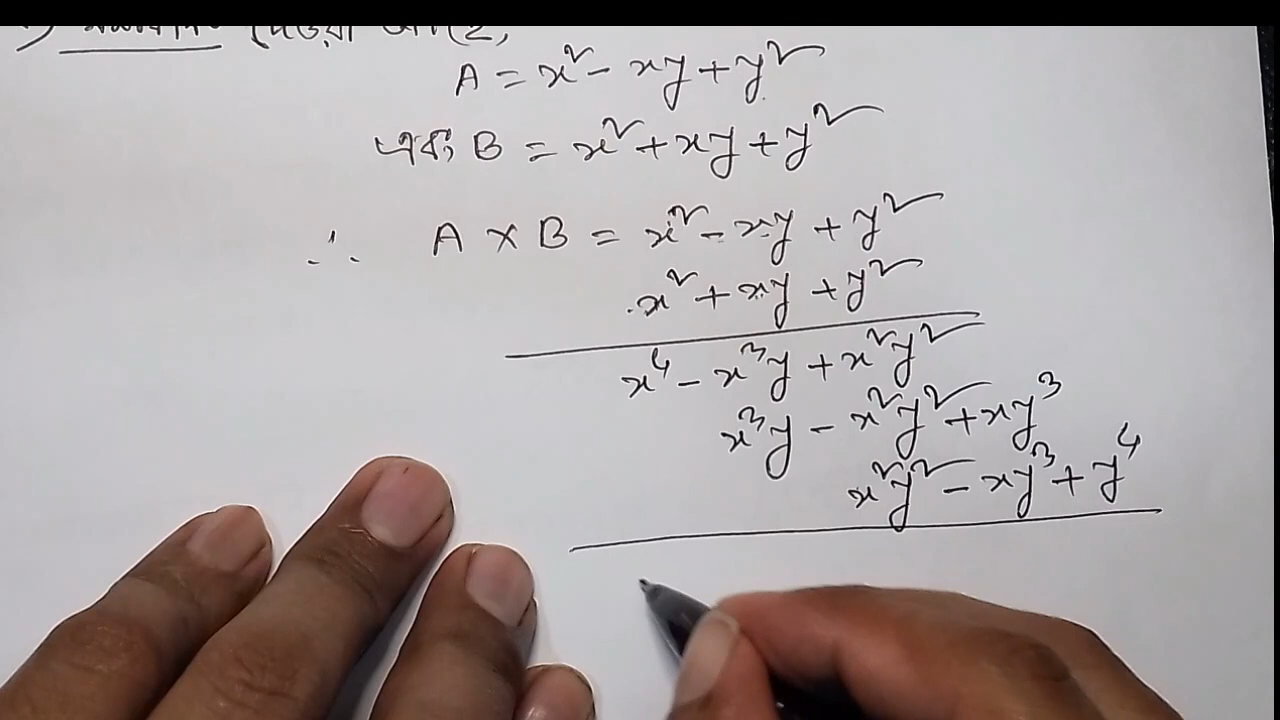 A = x² - xy + y²
এবং B = x² + xy + y²
∴ A × B = x² - xy + y²
x² + xy + y²
x⁴ - x³y + x²y²
x³y - x²y² + xy³
x²y² - xy³ + y⁴